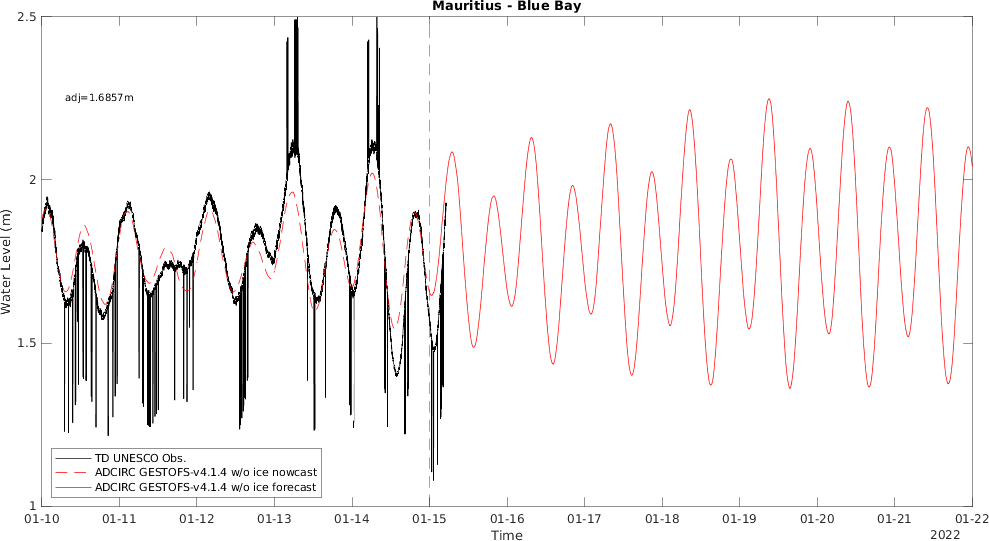 Mauritius - Blue Bay
2.5
adj=1.6857m
2
Water Level (m)
1.5
TD UNESCO Obs.
ADCIRC GESTOFS-v4.1.4 w/o ice nowcast
ADCIRC GESTOFS-v4.1.4 w/o ice forecast
1
01-10 01-11 01-12 01-13 01-14 01-15 01-16 01-17 01-18 01-19 01-20 01-21 01-22
Time
2022